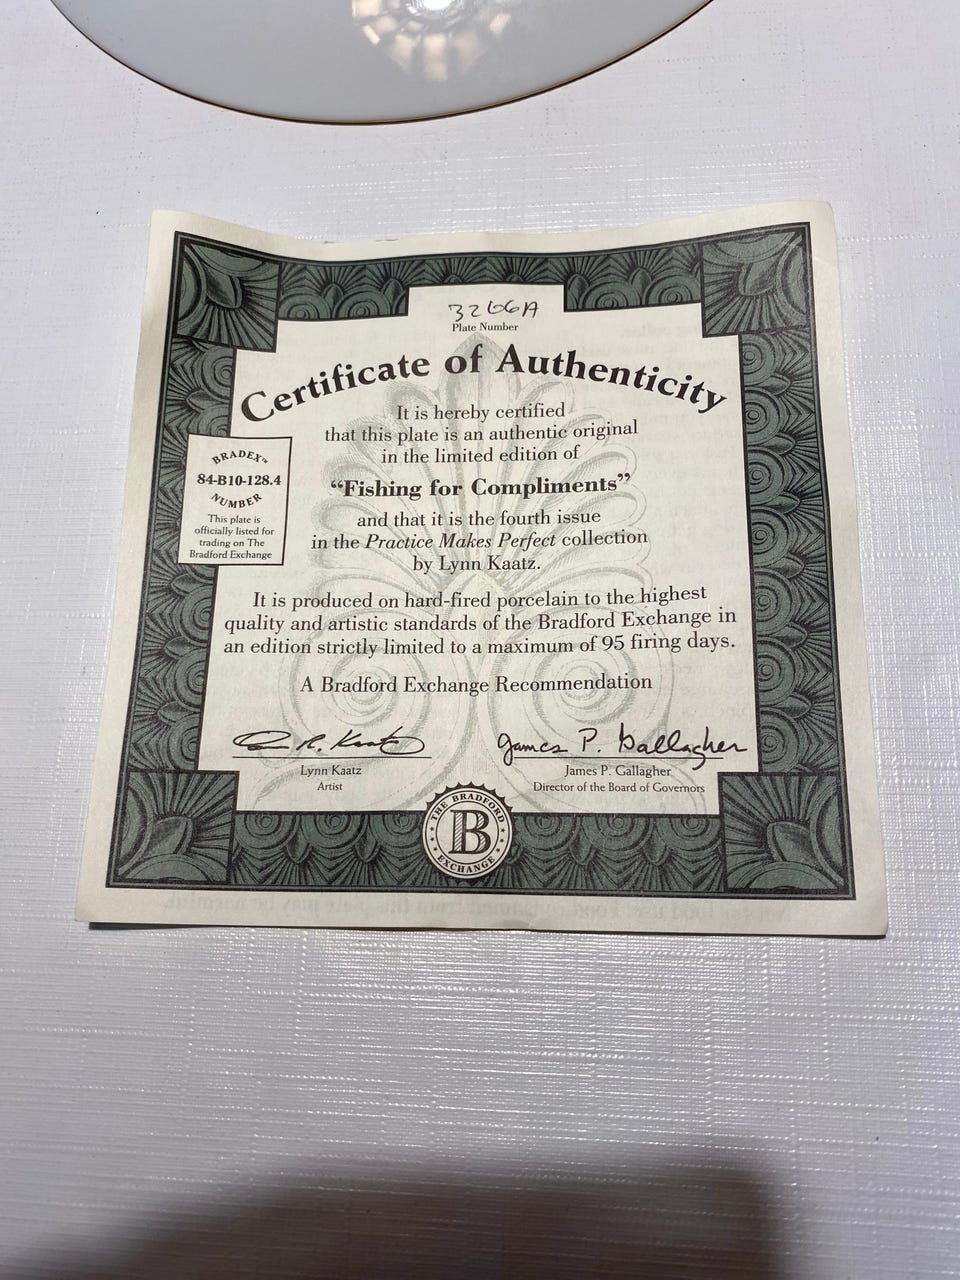 3266A
Plate Number
Certificate of Authenticity
It is hereby certified
that this plate is an authentic original
in the limited edition of
“Fishing for Compliments”
and that it is the fourth issue
in the Practice Makes Perfect collection
by Lynn Kaatz.
BRADEX™
84-B10-128.4
NUMBER
This plate is
officially listed for
trading on The
Bradford Exchange
It is produced on hard-fired porcelain to the highest
quality and artistic standards of the Bradford Exchange in
an edition strictly limited to a maximum of 95 firing days.
A Bradford Exchange Recommendation
James P. Gallagher
Lynn Kaatz
Artist
James P. Gallagher
Director of the Board of Governors
THE BRADFORD
B
EXCHANGE